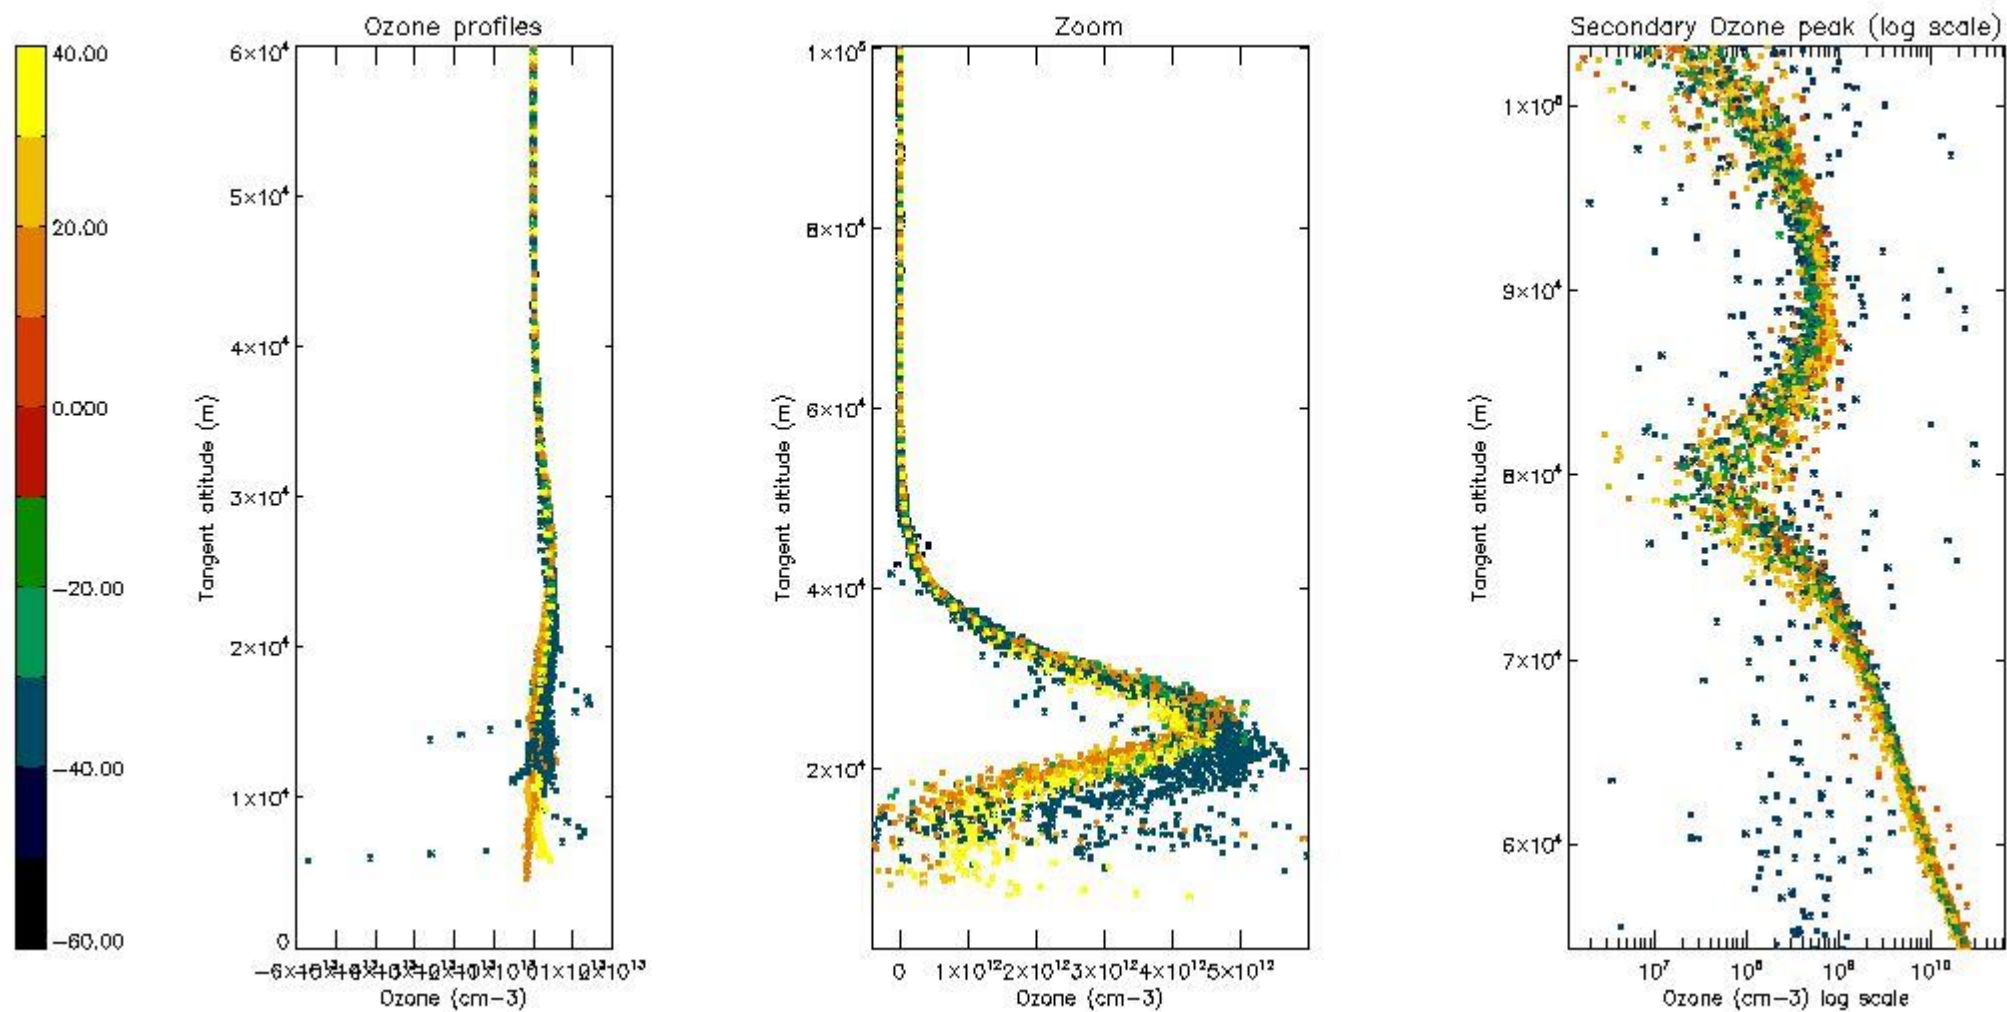 Ozone profiles
Zoom
Secondary Ozone peak (log scale)
40.00
20.00
0.000
−20.00
−40.00
−60.00
6×10⁴
5×10⁴
4×10⁴
3×10⁴
2×10⁴
1×10⁴
0
Tangent altitude (m)
Ozone (cm−3)
1×10⁵
8×10⁴
6×10⁴
4×10⁴
2×10⁴
Tangent altitude (m)
0 1×10¹² 2×10¹² 3×10¹² 4×10¹² 5×10¹²
Ozone (cm−3)
9×10⁴
8×10⁴
7×10⁴
6×10⁴
Tangent altitude (m)
10⁷ 10⁸ 10⁹ 10¹⁰
Ozone (cm−3) log scale